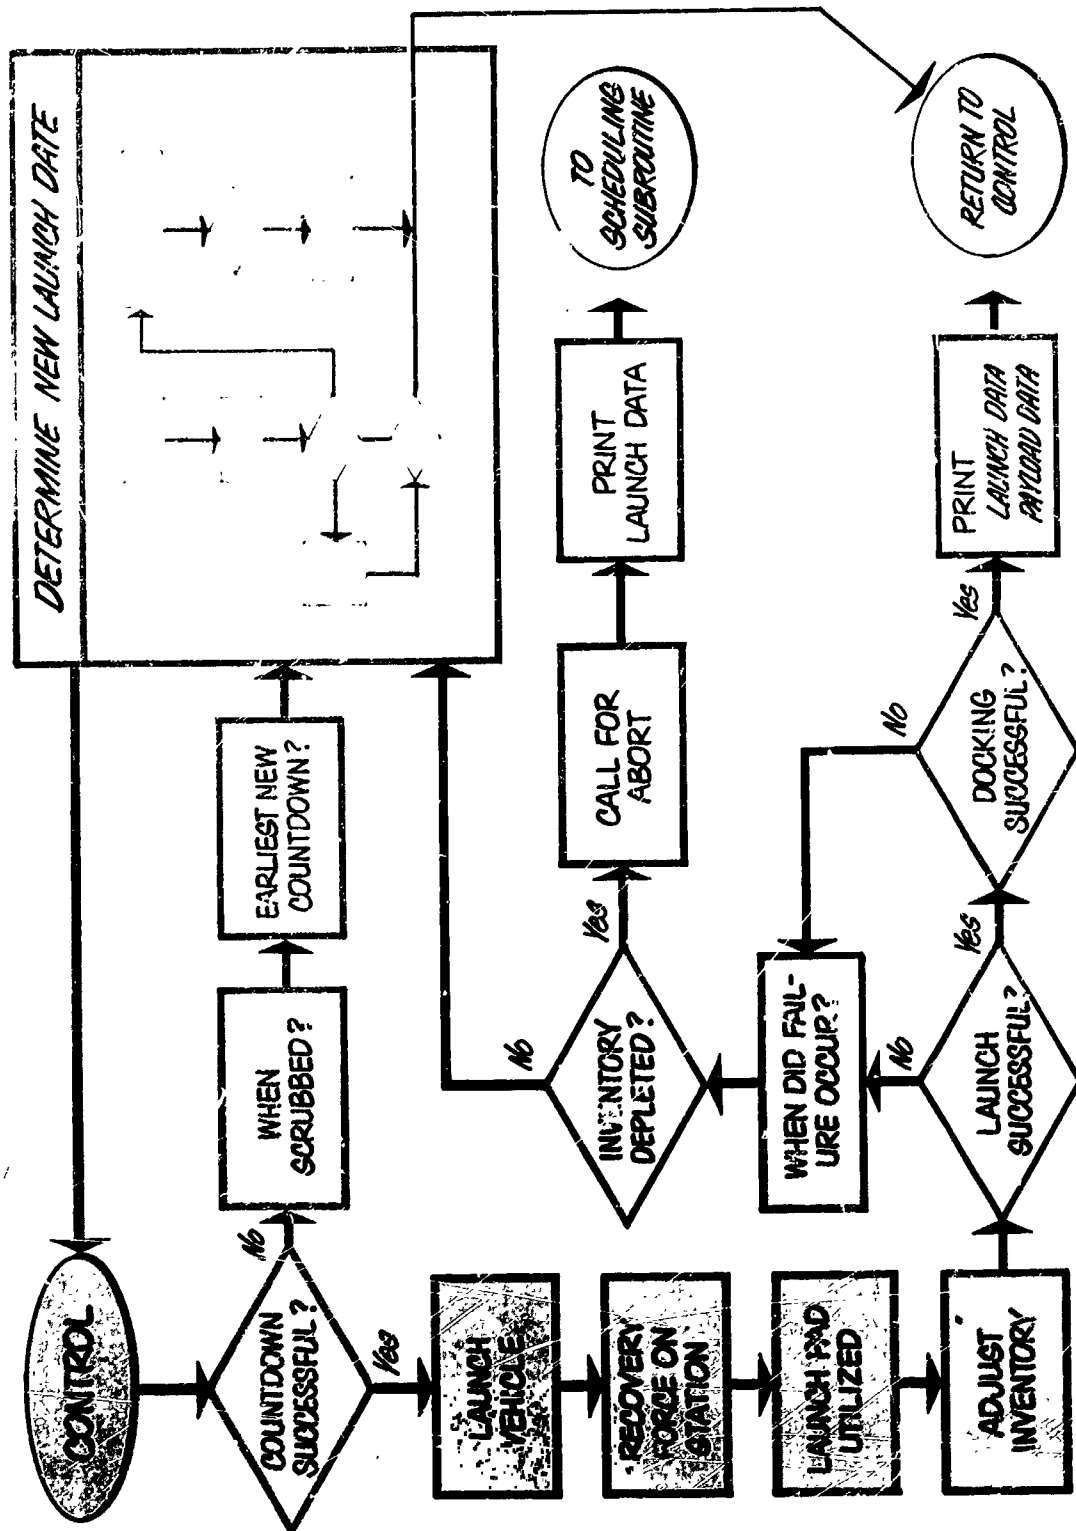 CONTROL
DETERMINE NEW LAUNCH DATE
COUNTDOWN
SUCCESSFUL?
No
WHEN
SCRUBBED?
EARLIEST NEW
COUNTDOWN?
Yes
LAUNCH
VEHICLE
RECOVERY
FORCE ON
STATION
LAUNCH PAD
UTILIZED
ADJUST
INVENTORY
LAUNCH
SUCCESSFUL?
No
Yes
WHEN DID FAIL-
URE OCCUR?
INVENTORY
DEPLETED?
No
Yes
CALL FOR
ABORT
PRINT
LAUNCH DATA
TO
SCHEDULING
SUBROUTINE
DOCKING
SUCCESSFUL?
No
Yes
PRINT
LAUNCH DATA
PAYLOAD DATA
RETURN TO
CONTROL